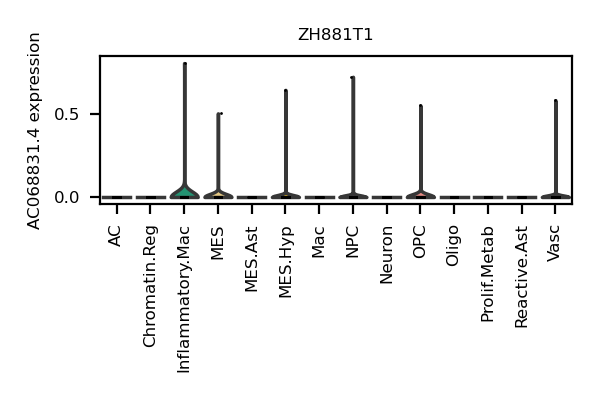 ZH881T1
AC068831.4 expression
0.5
0.0
AC
Chromatin.Reg
Inflammatory.Mac
MES
MES.Ast
MES.Hyp
Mac
NPC
Neuron
OPC
Oligo
Prolif.Metab
Reactive.Ast
Vasc